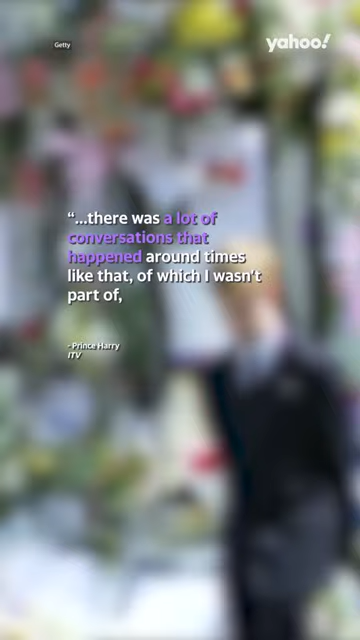 Getty
yahoo!
“...there was a lot of
conversations that
happened around times
like that, of which I wasn't
part of,
- Prince Harry
ITV